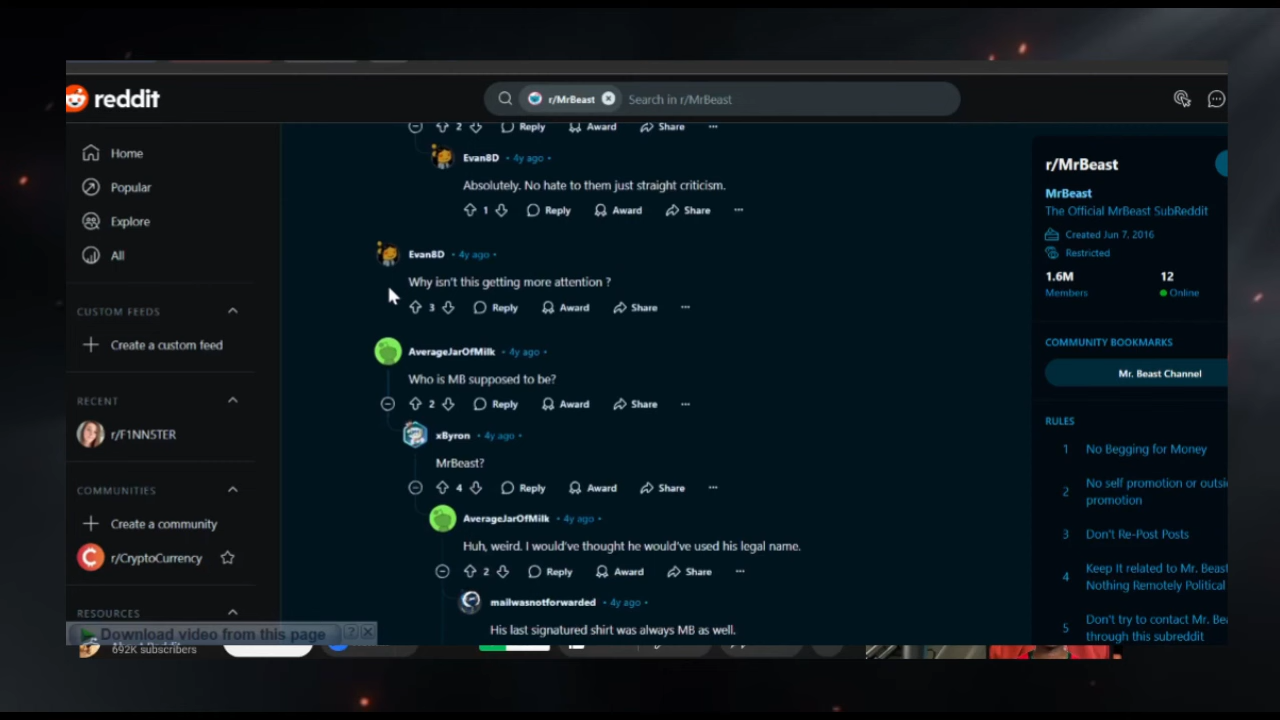 reddit
r/MrBeast
Search in r/MrBeast
Home
Popular
Explore
All
CUSTOM FEEDS
Create a custom feed
RECENT
r/F1NN5TER
COMMUNITIES
Create a community
r/CryptoCurrency
RESOURCES
Download video from this page
692K subscribers
2 Reply Award Share
Evan8D • 4y ago •
Absolutely. No hate to them just straight criticism.
1 Reply Award Share
Evan8D • 4y ago •
Why isn't this getting more attention ?
3 Reply Award Share
AverageJarOfMilk • 4y ago •
Who is MB supposed to be?
2 Reply Award Share
xByron • 4y ago •
MrBeast?
4 Reply Award Share
AverageJarOfMilk • 4y ago •
Huh, weird. I would've thought he would've used his legal name.
2 Reply Award Share
mailwasnotforwarded • 4y ago •
His last signatured shirt was always MB as well.
r/MrBeast
MrBeast
The Official MrBeast SubReddit
Created Jun 7, 2016
Restricted
1.6M 12
Members Online
COMMUNITY BOOKMARKS
Mr. Beast Channel
RULES
1 No Begging for Money
2 No self promotion or outsi
promotion
3 Don't Re-Post Posts
4 Keep It related to Mr. Beast
Nothing Remotely Political
5 Don't try to contact Mr. Bea
through this subreddit